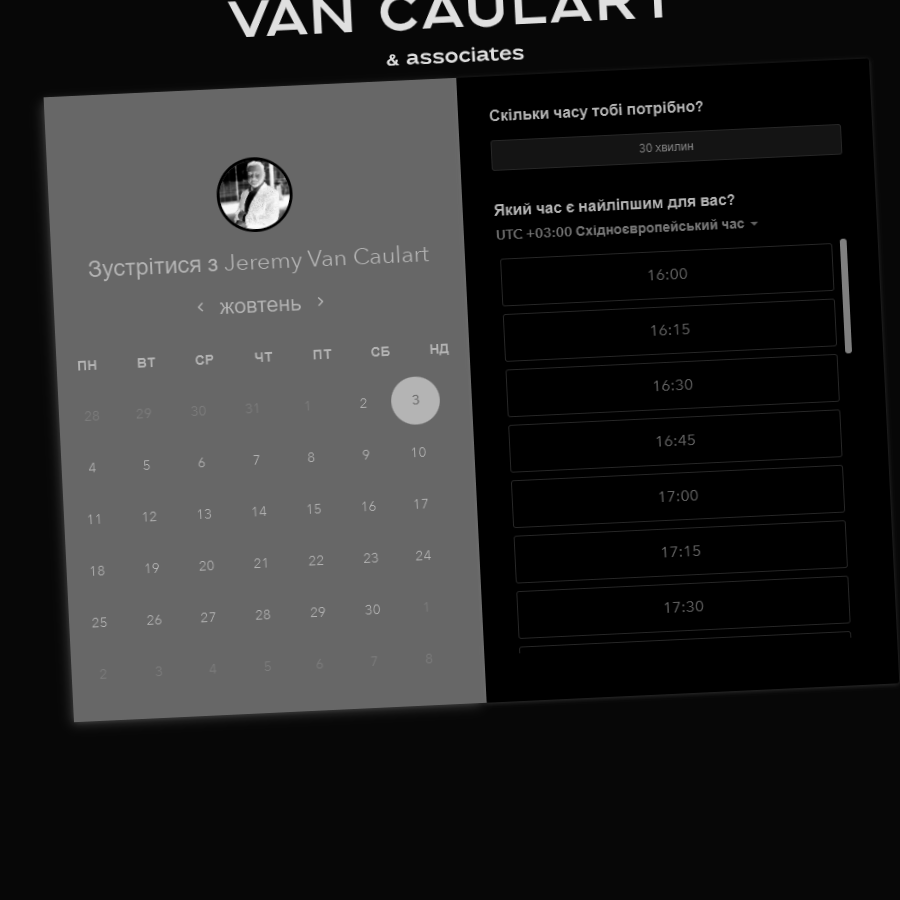 VAN CAULART
& associates
Зустрітися з Jeremy Van Caulart
жовтень
ПН ВТ СР ЧТ ПТ СБ НД
28 29 30 31 1 2 3
4 5 6 7 8 9 10
11 12 13 14 15 16 17
18 19 20 21 22 23 24
25 26 27 28 29 30 1
2 3 4 5 6 7 8
Скільки часу тобі потрібно?
30 хвилин
Який час є найліпшим для вас?
UTC +03:00 Східноєвропейський час
16:00
16:15
16:30
16:45
17:00
17:15
17:30